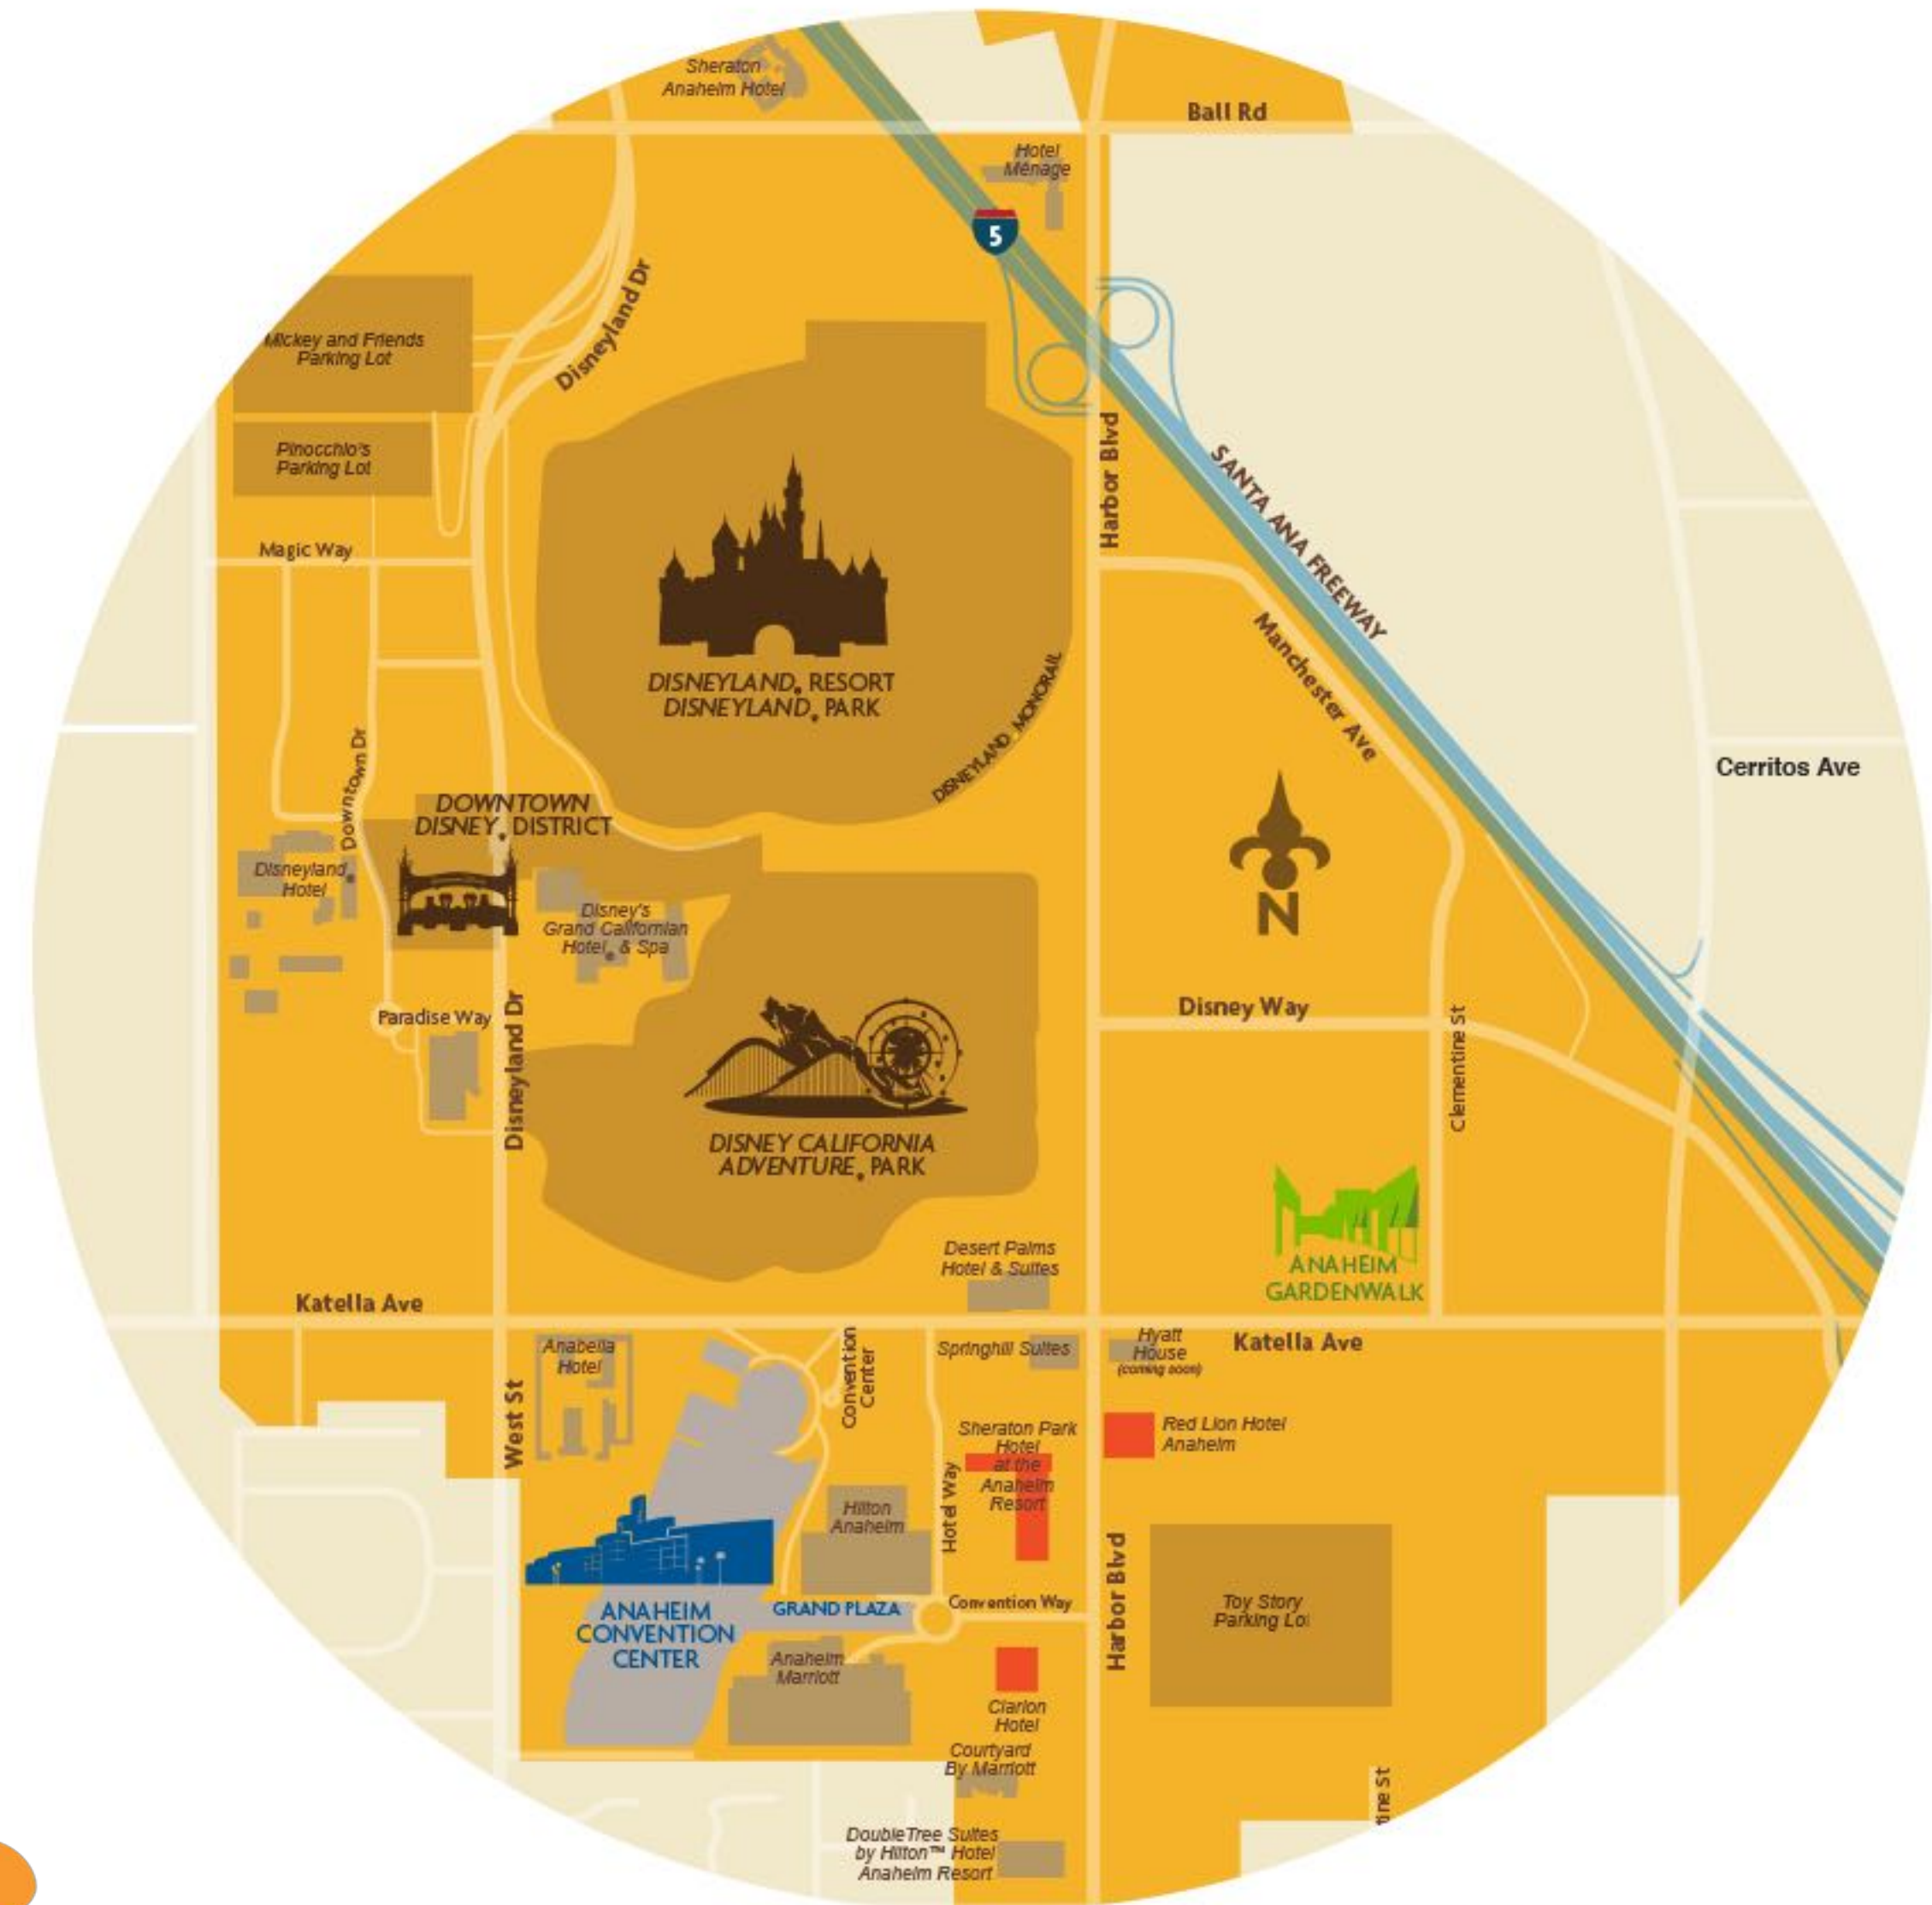 Sheraton
Anaheim Hotel
Ball Rd
Hotel
Ménage
5
Disneyland Dr
Mickey and Friends
Parking Lot
Pinocchio's
Parking Lot
Harbor Blvd
SANTA ANA FREEWAY
Magic Way
Manchester Ave
DISNEYLAND® RESORT
DISNEYLAND® PARK
DISNEYLAND® MONORAIL
Downtown Dr
Cerritos Ave
DOWNTOWN
DISNEY® DISTRICT
Disneyland®
Hotel
Disney's
Grand Californian
Hotel® & Spa
N
Paradise Way
Disneyland Dr
Disney Way
Clementine St
DISNEY CALIFORNIA
ADVENTURE® PARK
Desert Palms
Hotel & Suites
ANAHEIM
GARDENWALK
Katella Ave
Katella Ave
Anabella
Hotel
Convention
Center
Springhill Suites
Hyatt
House
(coming soon)
West St
Sheraton Park
Hotel
at the
Anaheim
Resort
Red Lion Hotel
Anaheim
Hotel Way
Hilton
Anaheim
Harbor Blvd
Toy Story
Parking Lot
ANAHEIM
CONVENTION
CENTER
GRAND PLAZA
Convention Way
Anaheim
Marriott
Clarion
Hotel
Courtyard
By Marriott
tine St
DoubleTree Suites
by Hilton™ Hotel
Anaheim Resort